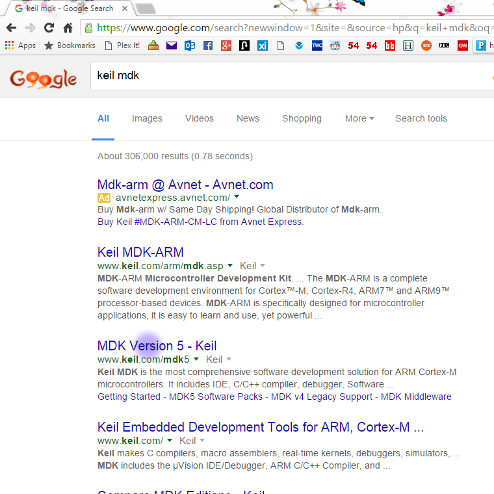 keil mdk - Google Search
https://www.google.com/search?newwindow=1&site=&source=hp&q=keil+mdk&oq=
Apps Bookmarks Plex It! 54 54 bb
Google keil mdk
All Images Videos News Shopping More Search tools
About 306,000 results (0.78 seconds)
Mdk-arm @ Avnet - Avnet.com
Ad avnetexpress.avnet.com/
Buy Mdk-arm w/ Same Day Shipping! Global Distributor of Mdk-arm.
Buy Keil #MDK-ARM-CM-LC from Avnet Express.
Keil MDK-ARM
www.keil.com/arm/mdk.asp Keil
MDK-ARM Microcontroller Development Kit. ... The MDK-ARM is a complete
software development environment for Cortex™-M, Cortex-R4, ARM7™ and ARM9™
processor-based devices. MDK-ARM is specifically designed for microcontroller
applications, it is easy to learn and use, yet powerful ...
MDK Version 5 - Keil
www.keil.com/mdk5 Keil
Keil MDK is the most comprehensive software development solution for ARM Cortex-M
microcontrollers. It includes IDE, C/C++ compiler, debugger, Software ...
Getting Started - MDK5 Software Packs - MDK v4 Legacy Support - MDK Middleware
Keil Embedded Development Tools for ARM, Cortex-M ...
www.keil.com/ Keil
Keil makes C compilers, macro assemblers, real-time kernels, debuggers, simulators, ...
MDK includes the µVision IDE/Debugger, ARM C/C++ Compiler, and ...
Compare MDK Editions - Keil